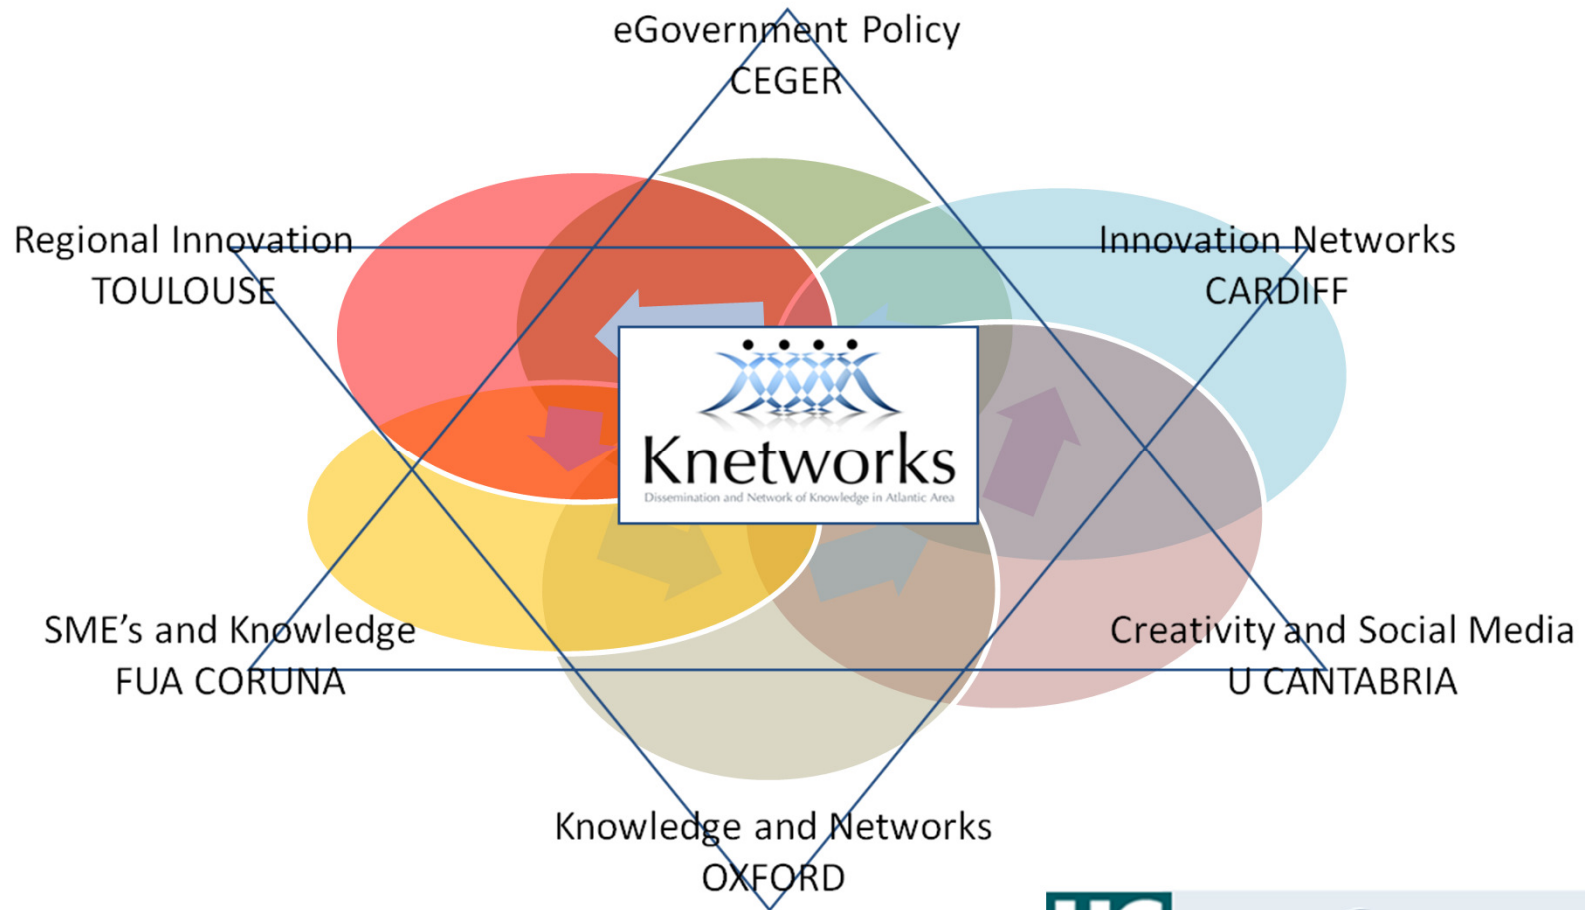 eGovernment Policy
CEGER
Regional Innovation
TOULOUSE
Innovation Networks
CARDIFF
Knetworks
Dissemination and Network of Knowledge in Atlantic Area
SME's and Knowledge
FUA CORUNA
Creativity and Social Media
U CANTABRIA
Knowledge and Networks
OXFORD